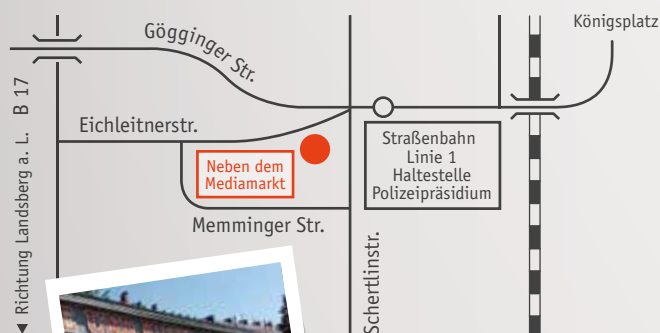 Königsplatz
Gögginger Str.
Richtung Landsberg a. L. B 17
Eichleitnerstr.
Straßenbahn
Linie 1
Haltestelle
Polizeipräsidium
Neben dem
Mediamarkt
Memminger Str.
Schertlinstr.